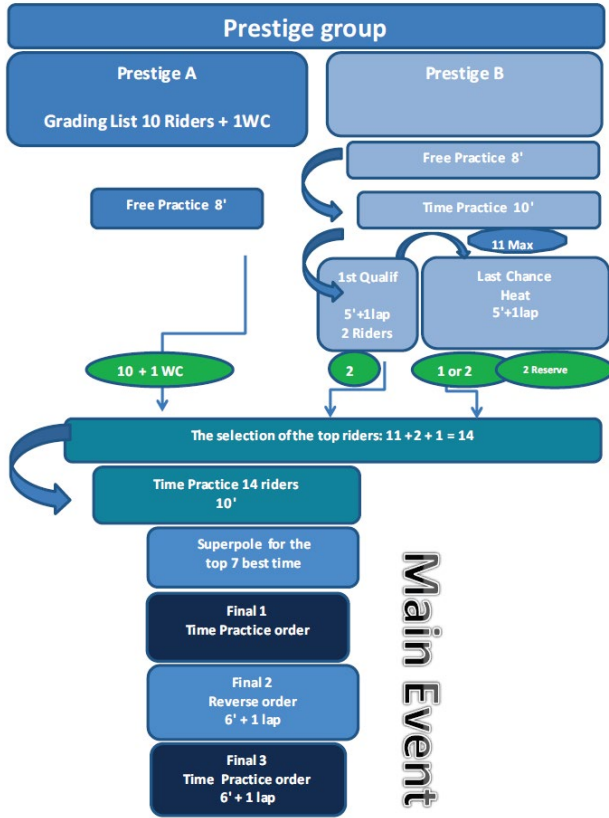 Prestige group
Prestige A
Grading List 10 Riders + 1WC
Prestige B
Free Practice 8'
Time Practice 10'
Free Practice 8'
11 Max
1st Qualif
5'+1lap
2 Riders
Last Chance
Heat
5'+1lap
10 + 1 WC
2
1 or 2
2 Reserve
The selection of the top riders: 11 + 2 + 1 = 14
Time Practice 14 riders
10'
Superpole for the
top 7 best time
Final 1
Time Practice order
Final 2
Reverse order
6' + 1 lap
Final 3
Time Practice order
6' + 1 lap
Main Event